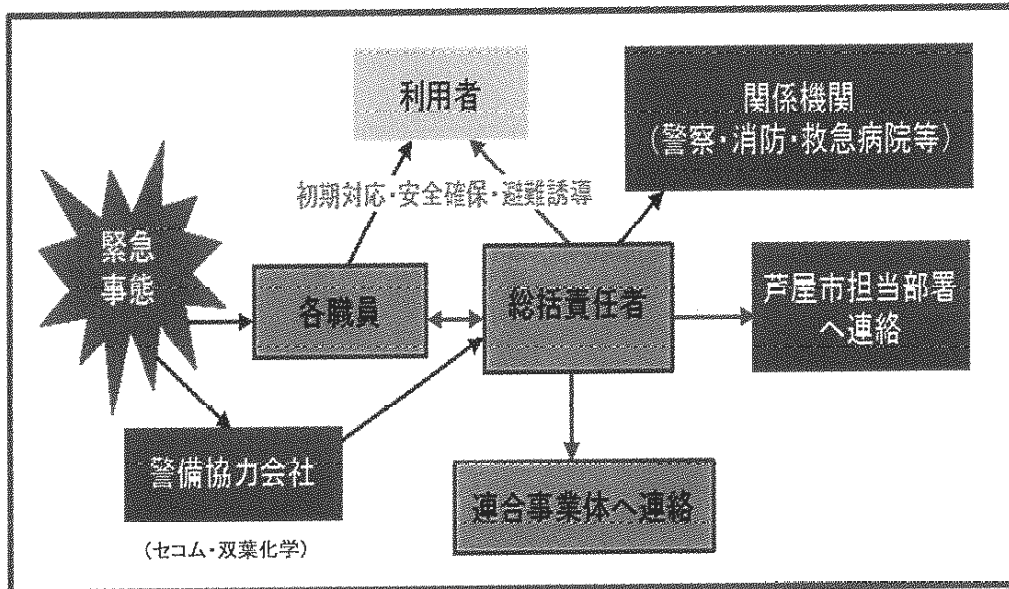 利用者
関係機関
（警察・消防・救急病院等）
初期対応・安全確保・避難誘導
緊急
事態
各職員
総括責任者
芦屋市担当部署
へ連絡
警備協力会社
（セコム・双葉化学）
連合事業体へ連絡